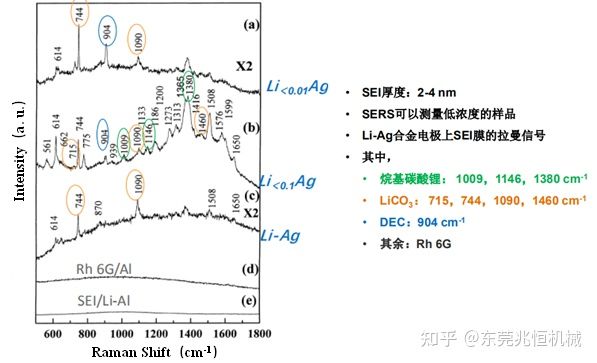 744
904
1090
614
X2
(a)
Li<0.01Ag
561
614
662
715
744
775
904
939
1009
1090
1133
1146
1186
1200
1273
1313
1365
1380
1416
1460
1508
1576
1599
1650
(b)
Li<0.1Ag
(c)
X2
614
744
870
1090
1508
1650
Li-Ag
Rh 6G/Al
(d)
SEI/Li-Al
(e)
600 800 1000 1200 1400 1600 1800
Raman Shift (cm-1)
Intensity (a. u.)
• SEI厚度：2-4 nm
• SERS可以测量低浓度的样品
• Li-Ag合金电极上SEI膜的拉曼信号
• 其中，
• 烷基碳酸锂：1009，1146，1380 cm-1
• LiCO3：715，744，1090，1460 cm-1
• DEC：904 cm-1
• 其余：Rh 6G
知乎 @东莞兆恒机械